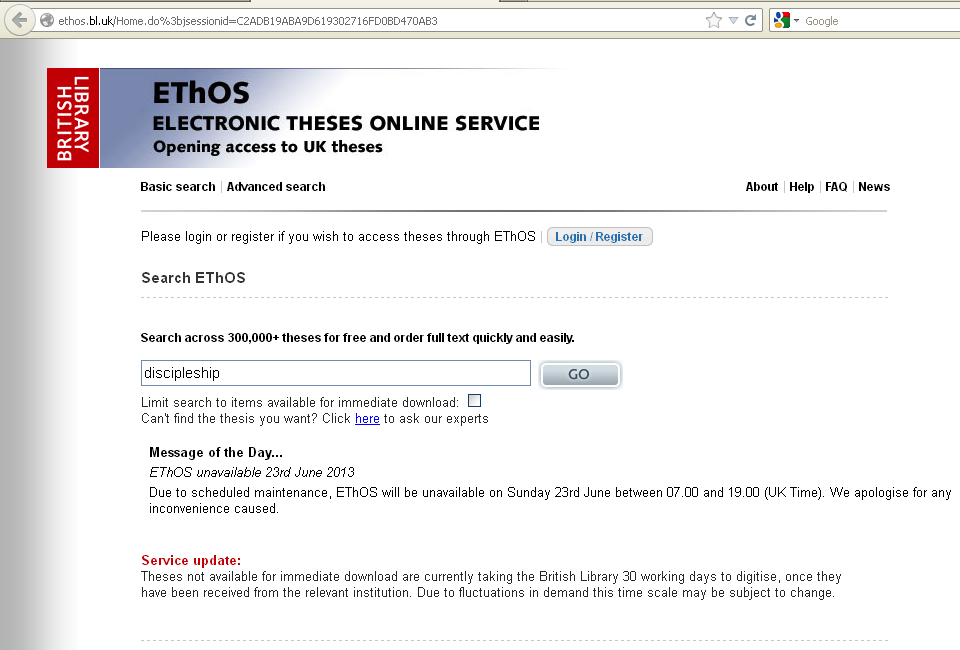 ethos.bl.uk/Home.do%3bjsessionid=C2ADB19ABA9D619302716FD0BD470AB3
Google
BRITISH LIBRARY
EThOS
ELECTRONIC THESES ONLINE SERVICE
Opening access to UK theses
Basic search | Advanced search
About | Help | FAQ | News
Please login or register if you wish to access theses through EThOS | Login / Register
Search EThOS
Search across 300,000+ theses for free and order full text quickly and easily.
discipleship
GO
Limit search to items available for immediate download:
Can't find the thesis you want? Click here to ask our experts
Message of the Day...
EThOS unavailable 23rd June 2013
Due to scheduled maintenance, EThOS will be unavailable on Sunday 23rd June between 07.00 and 19.00 (UK Time). We apologise for any
inconvenience caused.
Service update:
Theses not available for immediate download are currently taking the British Library 30 working days to digitise, once they
have been received from the relevant institution. Due to fluctuations in demand this time scale may be subject to change.